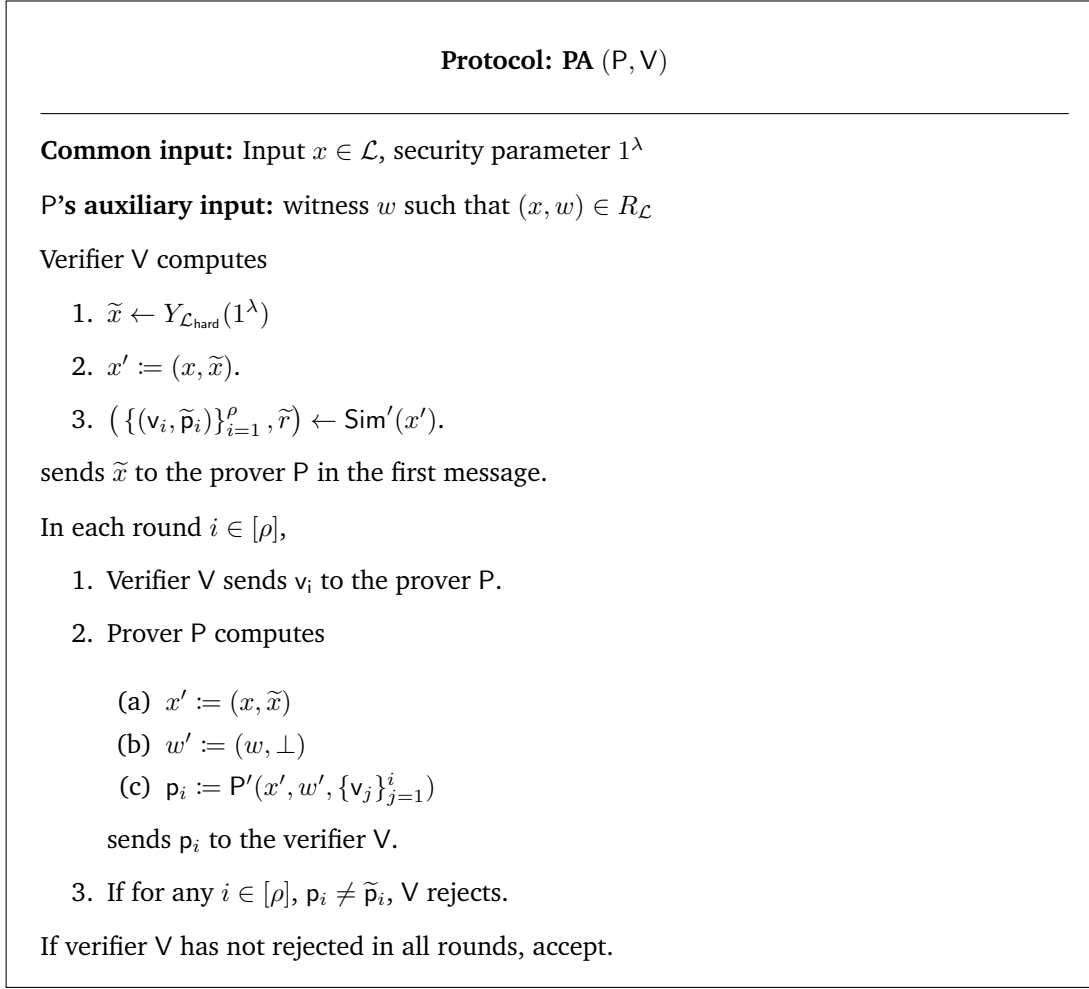 Protocol: PA (P, V)
Common input: Input x ∈ 𝓛, security parameter 1^λ
P's auxiliary input: witness w such that (x, w) ∈ R_𝓛
Verifier V computes
1. x̃ ← Y_{𝓛_hard}(1^λ)
2. x′ := (x, x̃).
3. ({(v_i, p̃_i)}_{i=1}^ρ, r̃) ← Sim′(x′).
sends x̃ to the prover P in the first message.
In each round i ∈ [ρ],
1. Verifier V sends v_i to the prover P.
2. Prover P computes
(a) x′ := (x, x̃)
(b) w′ := (w, ⊥)
(c) p_i := P′(x′, w′, {v_j}_{j=1}^i)
sends p_i to the verifier V.
3. If for any i ∈ [ρ], p_i ≠ p̃_i, V rejects.
If verifier V has not rejected in all rounds, accept.